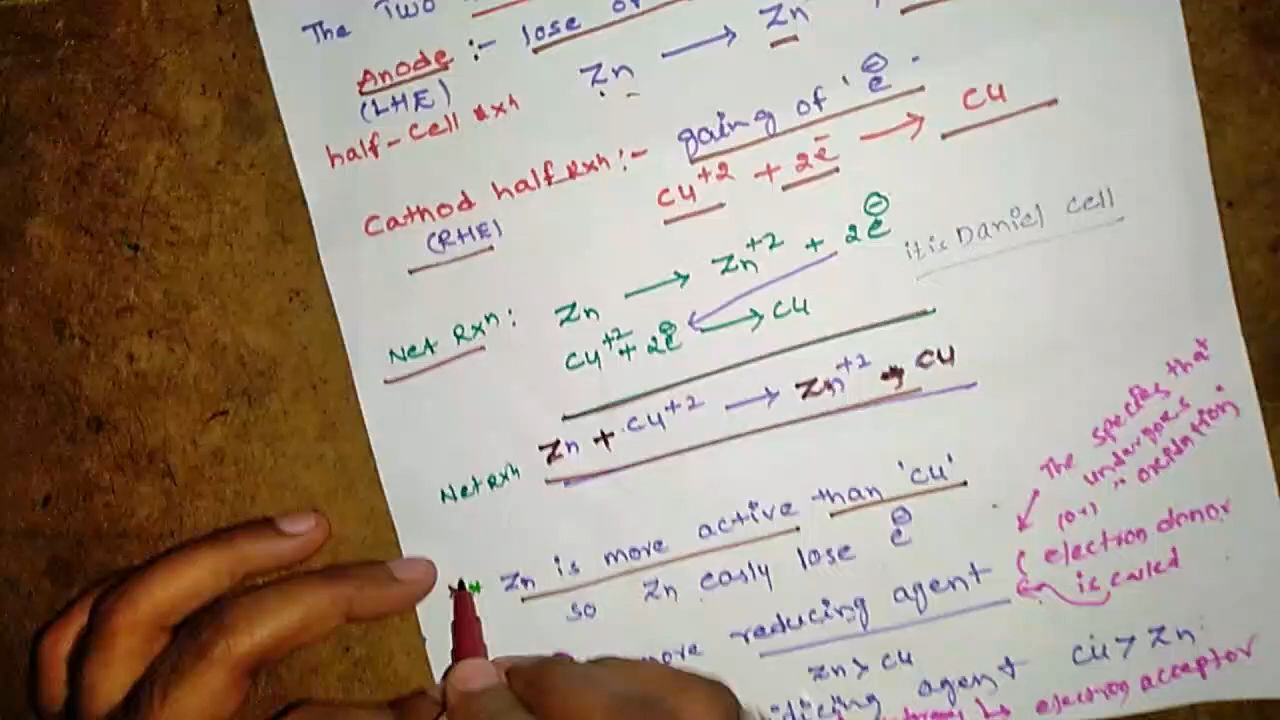 The Two
Anode :- lose of
(LHE)
half-cell Rxn
Zn → Zn
Cathod half Rxn :- gaing of 'e⊖'.
(RHE)
Cu+2 + 2e- → Cu
Net Rxn : Zn → Zn+2 + 2e⊖
Cu+2 + 2e⊖ → Cu
it is Daniel cell
Net Rxn Zn + Cu+2 → Zn+2 + Cu
Zn is more active than 'Cu'
so Zn easly lose e⊖
more reducing agent
Zn > Cu
agent Cu > Zn
The species that
undergoes
(or) oxidation
electron donor
is called
electron acceptor